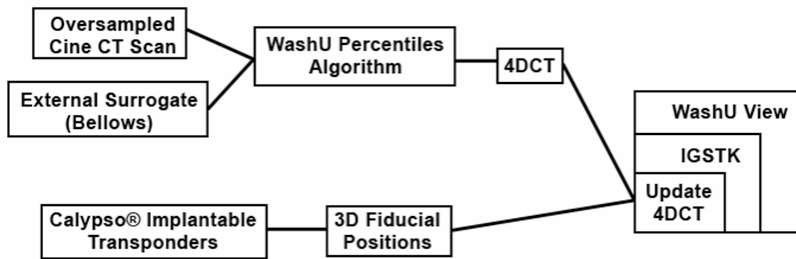 Oversampled
Cine CT Scan
WashU Percentiles
Algorithm
4DCT
External Surrogate
(Bellows)
WashU View
IGSTK
Update
4DCT
Calypso® Implantable
Transponders
3D Fiducial
Positions